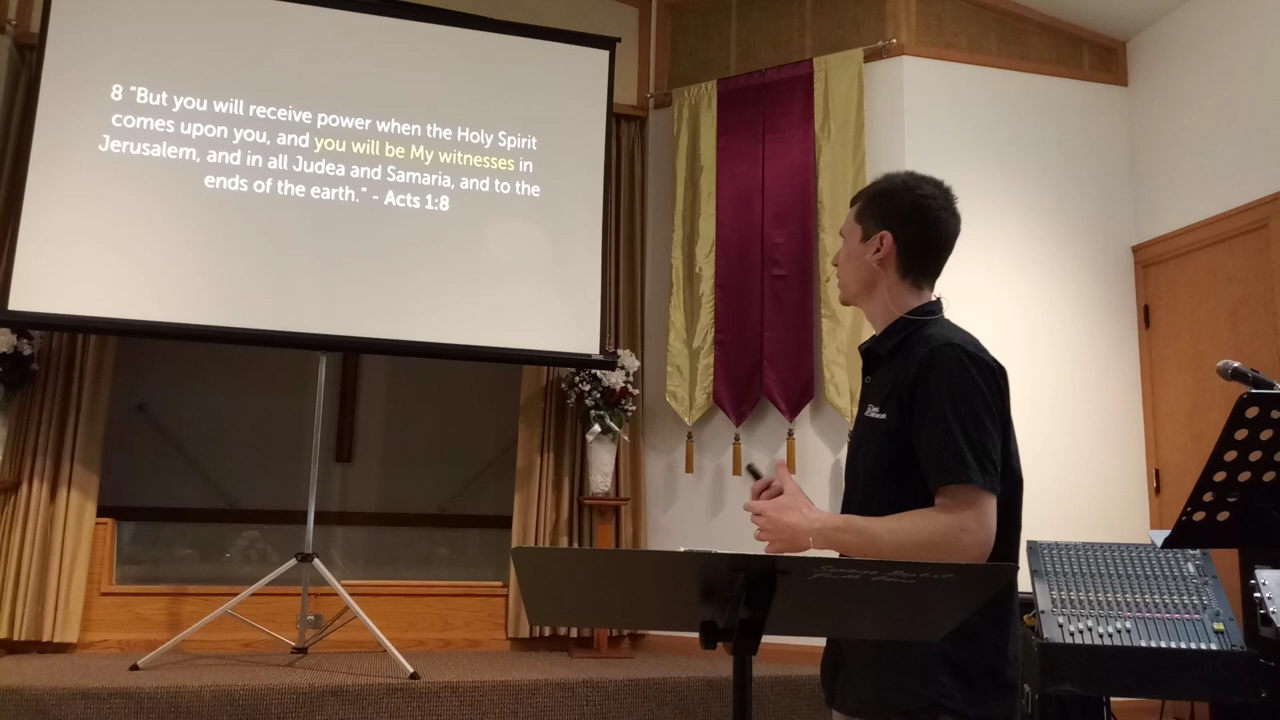 8 “But you will receive power when the Holy Spirit
comes upon you, and you will be My witnesses in
Jerusalem, and in all Judea and Samaria, and to the
ends of the earth.” - Acts 1:8